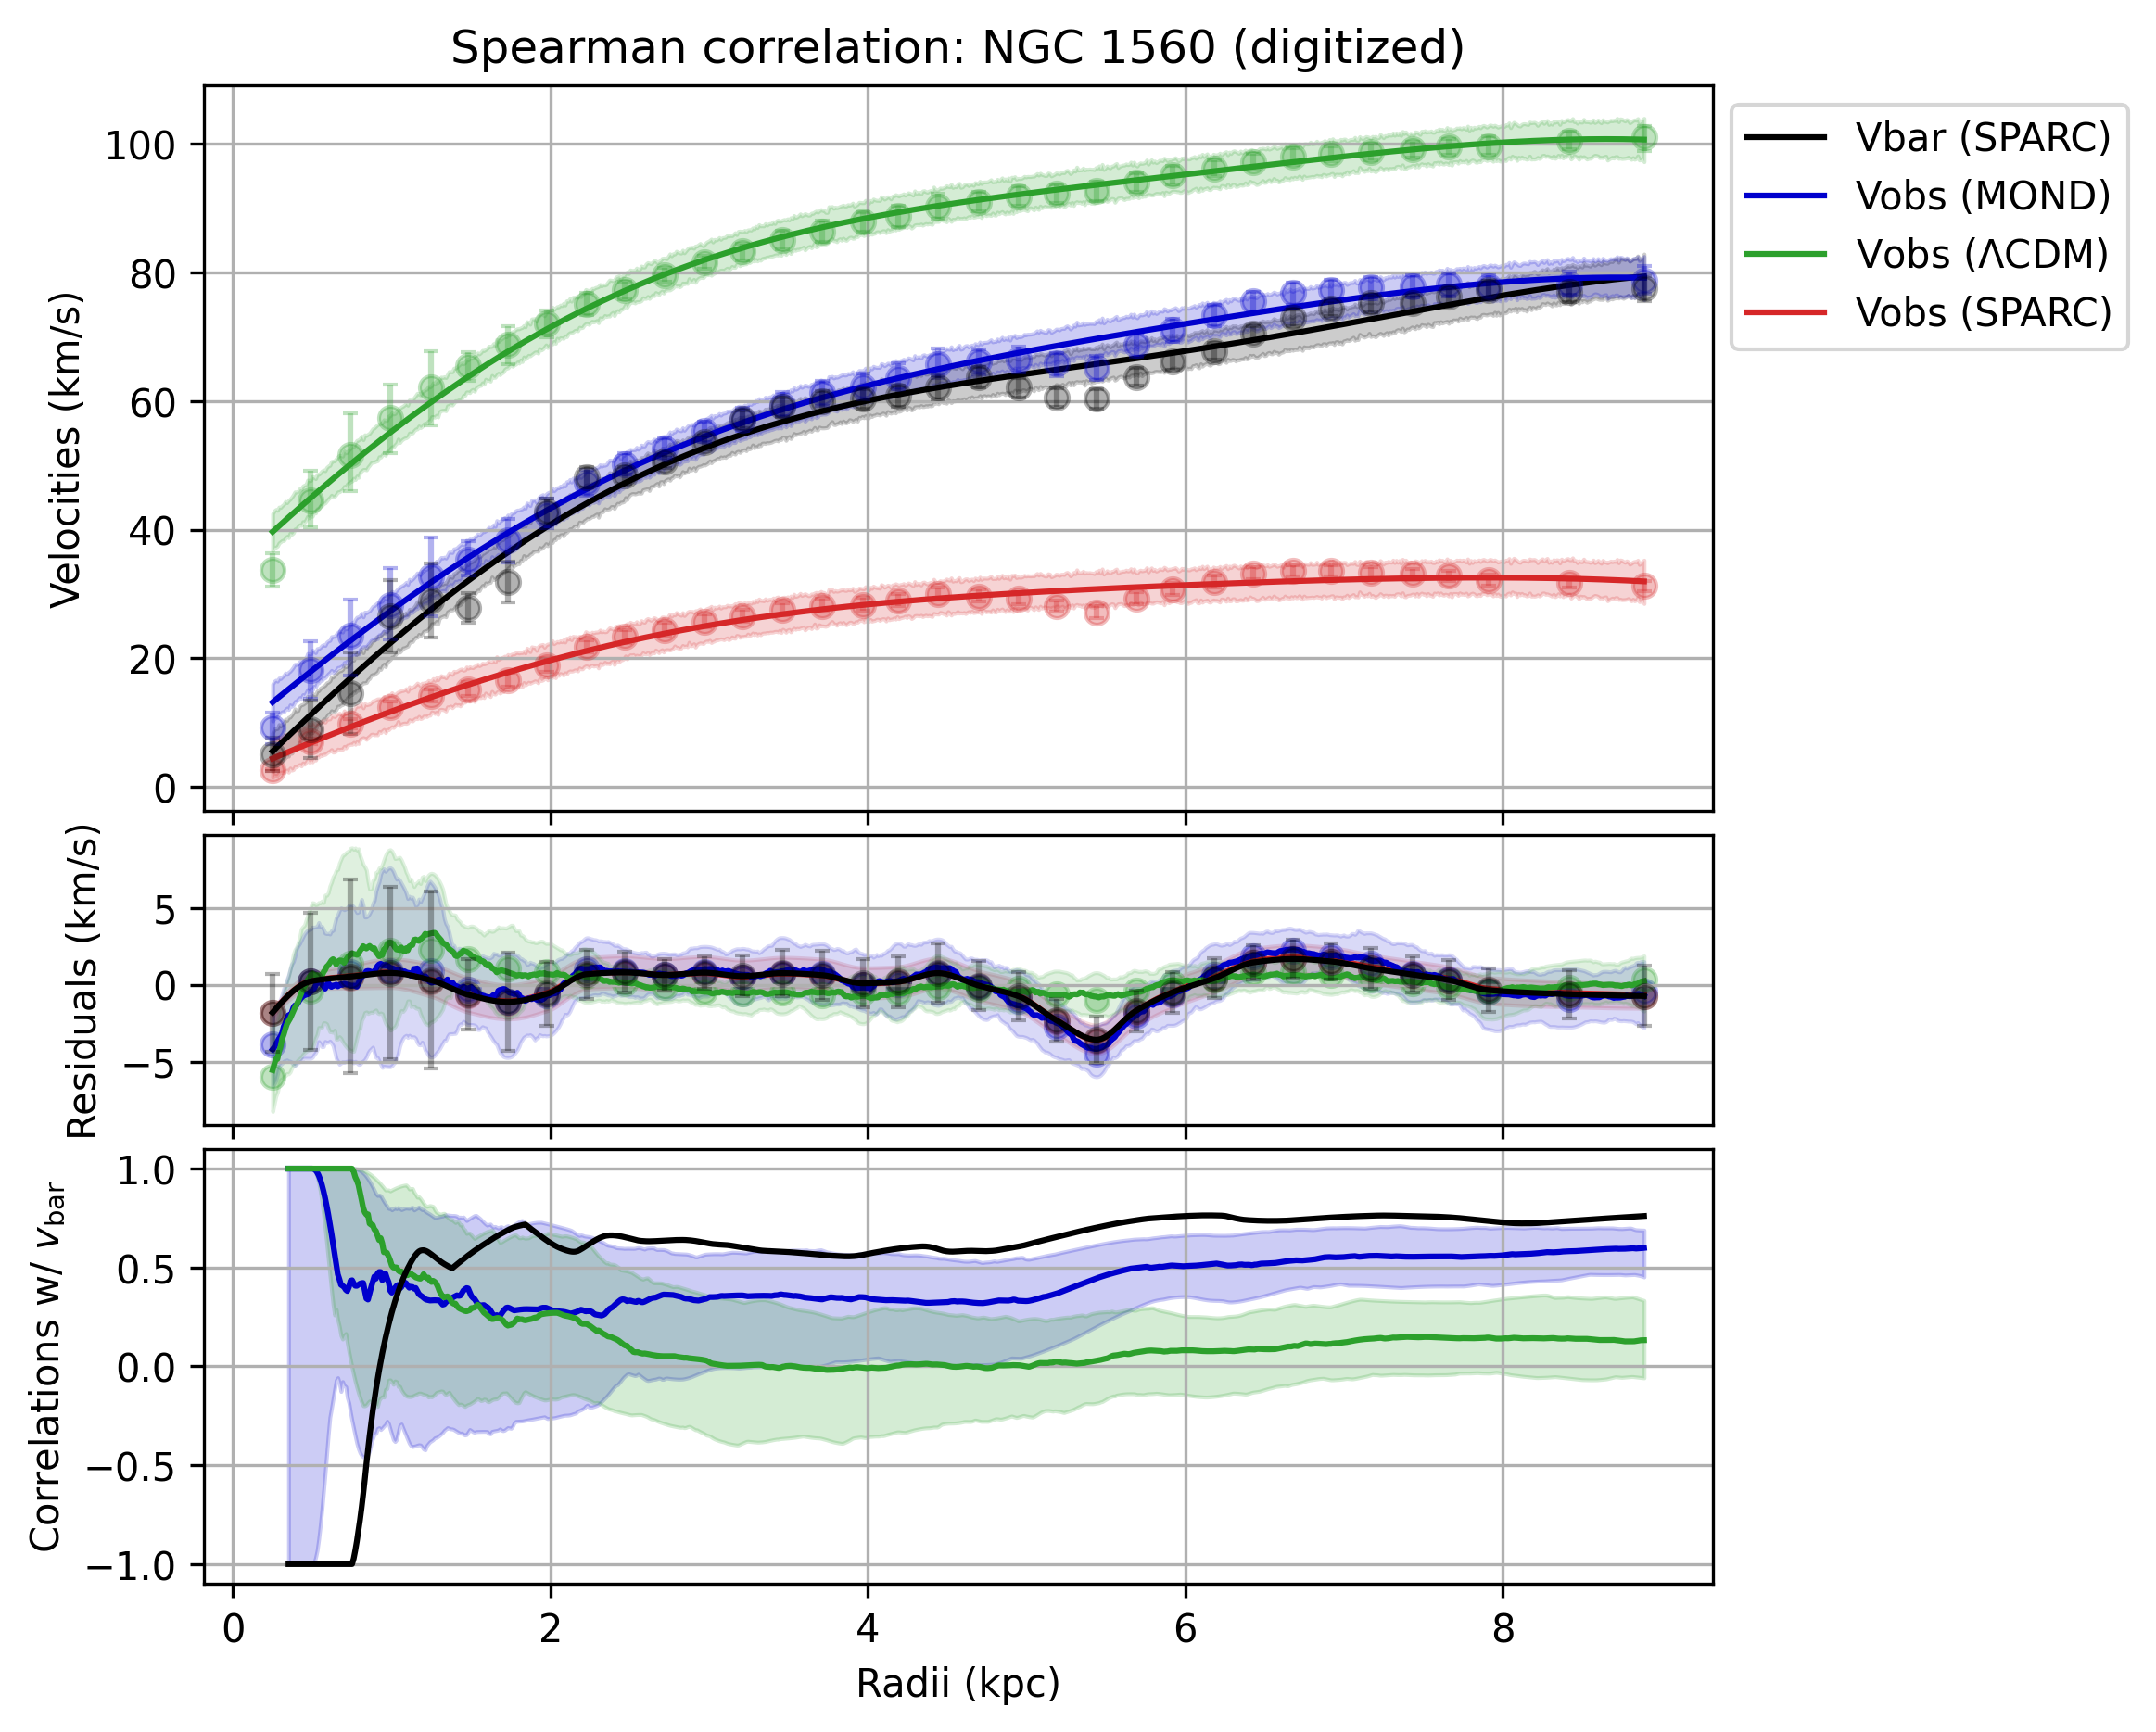 Spearman correlation: NGC 1560 (digitized)
Velocities (km/s)
100
80
60
40
20
0
Vbar (SPARC)
Vobs (MOND)
Vobs (ΛCDM)
Vobs (SPARC)
Residuals (km/s)
5
0
−5
Correlations w/ vbar
1.0
0.5
0.0
−0.5
−1.0
0 2 4 6 8
Radii (kpc)